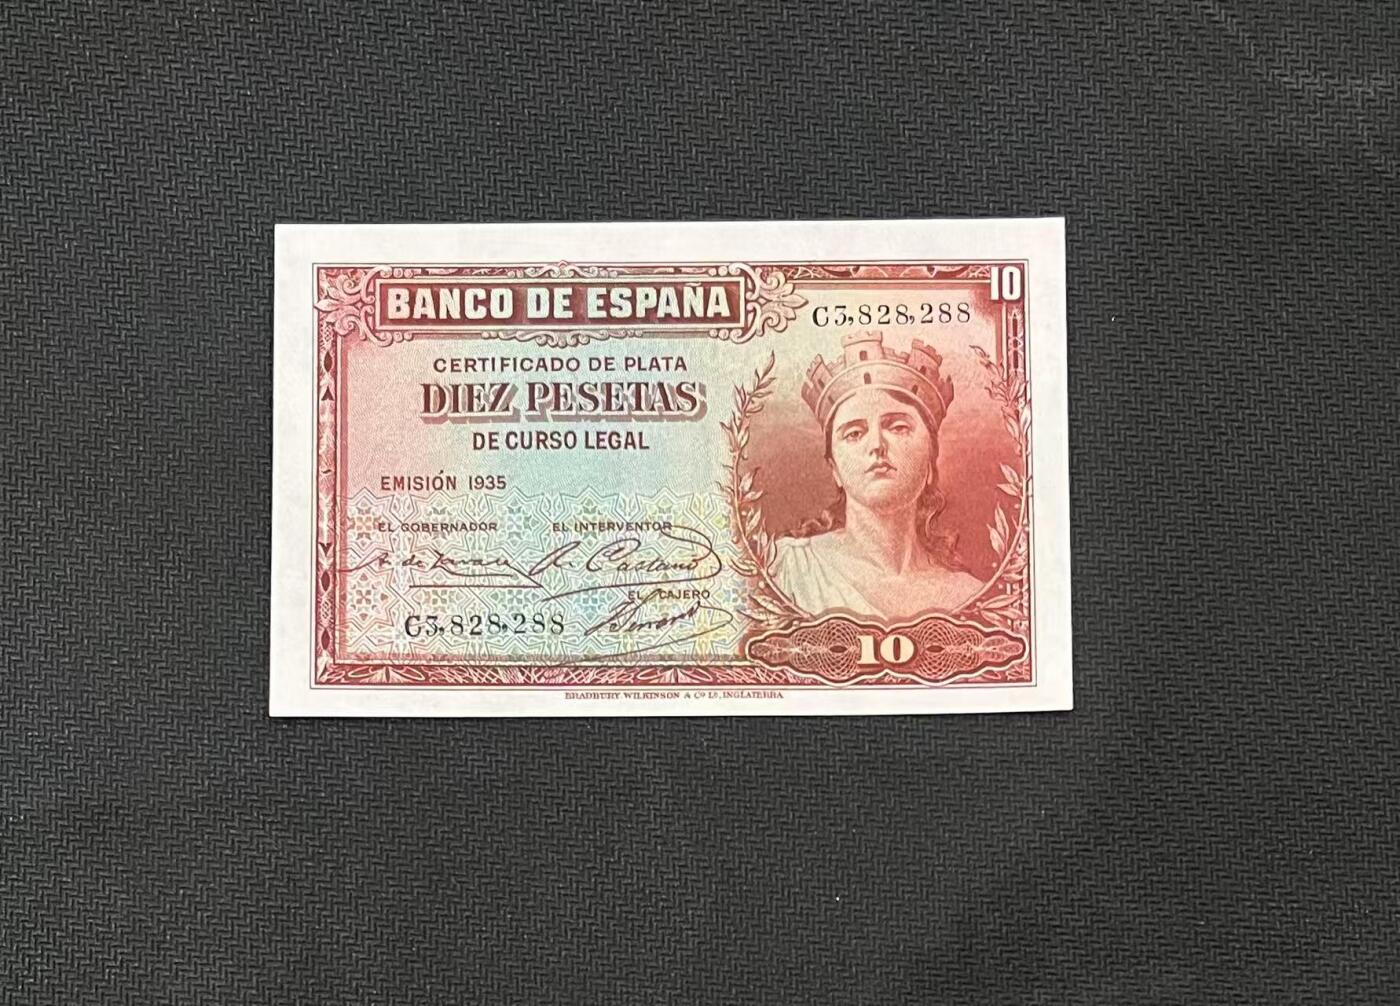 BANCO DE ESPAÑA
10
C3,828,288
CERTIFICADO DE PLATA
DIEZ PESETAS
DE CURSO LEGAL
EMISIÓN 1935
EL GOBERNADOR
EL INTERVENTOR
EL CAJERO
C3,828,288
10
BRADBURY, WILKINSON & Cº Lᴰ, INGLATERRA